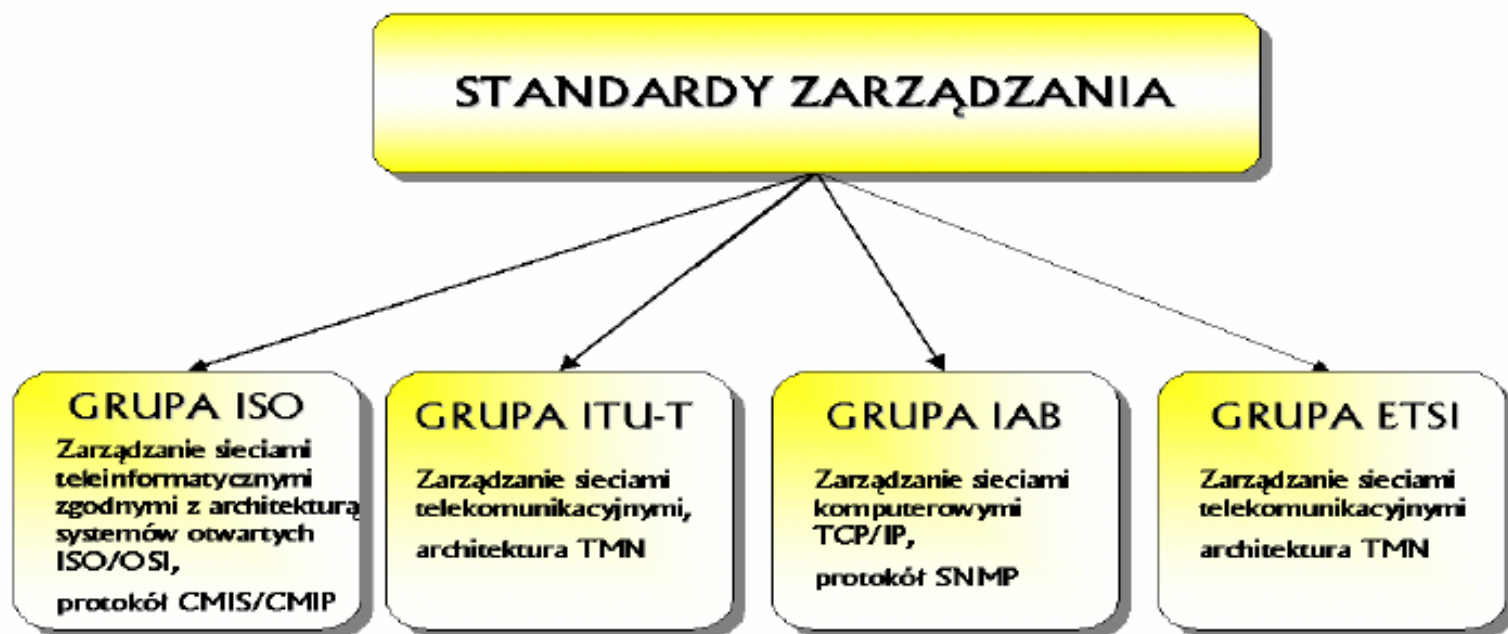 STANDARDY ZARZĄDZANIA
GRUPA ISO
Zarządzanie sieciami
teleinformatycznymi
zgodnymi z architekturą
systemów otwartych
ISO/OSI,
protokół CMIS/CMIP
GRUPA ITU-T
Zarządzanie sieciami
telekomunikacyjnymi,
architektura TMN
GRUPA IAB
Zarządzanie sieciami
komputerowymi
TCP/IP,
protokół SNMP
GRUPA ETSI
Zarządzanie sieciami
telekomunikacyjnymi
architektura TMN